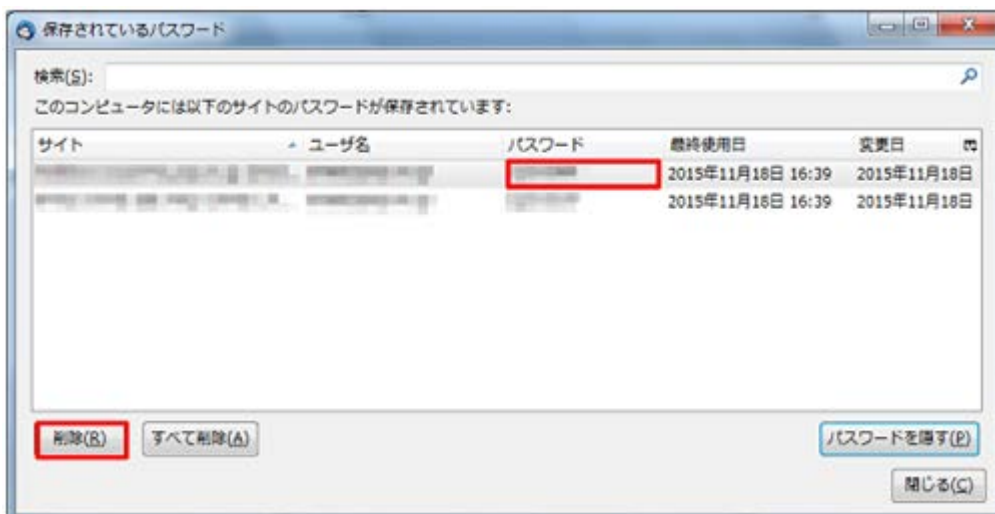 保存されているパスワード
検索(S):
このコンピュータには以下のサイトのパスワードが保存されています:
サイト ユーザ名 パスワード 最終使用日 変更日
2015年11月18日 16:39 2015年11月18日
2015年11月18日 16:39 2015年11月18日
削除(R) すべて削除(A) パスワードを隠す(P)
閉じる(C)